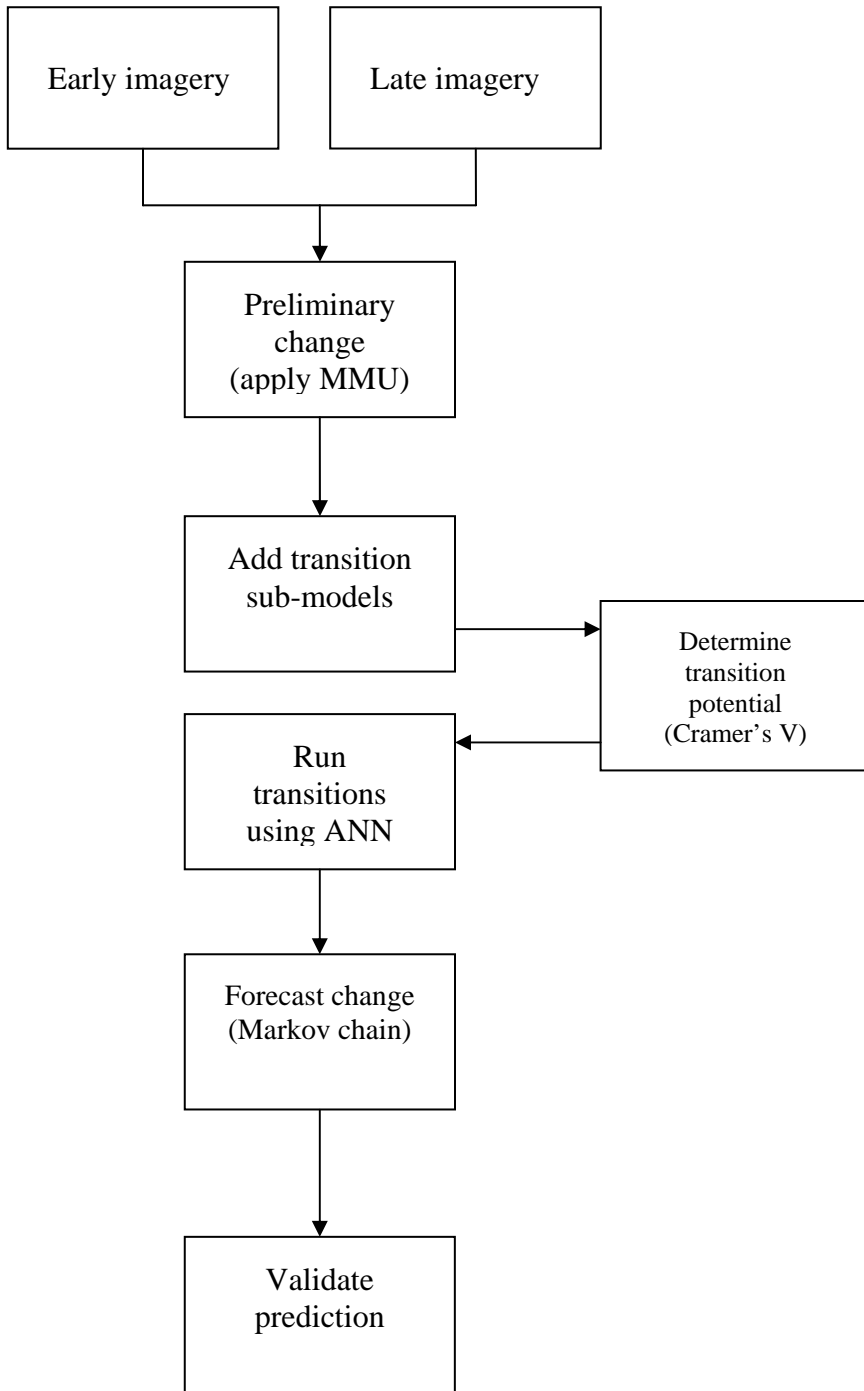 Early imagery
Late imagery
Preliminary
change
(apply MMU)
Add transition
sub-models
Determine
transition
potential
(Cramer’s V)
Run
transitions
using ANN
Forecast change
(Markov chain)
Validate
prediction